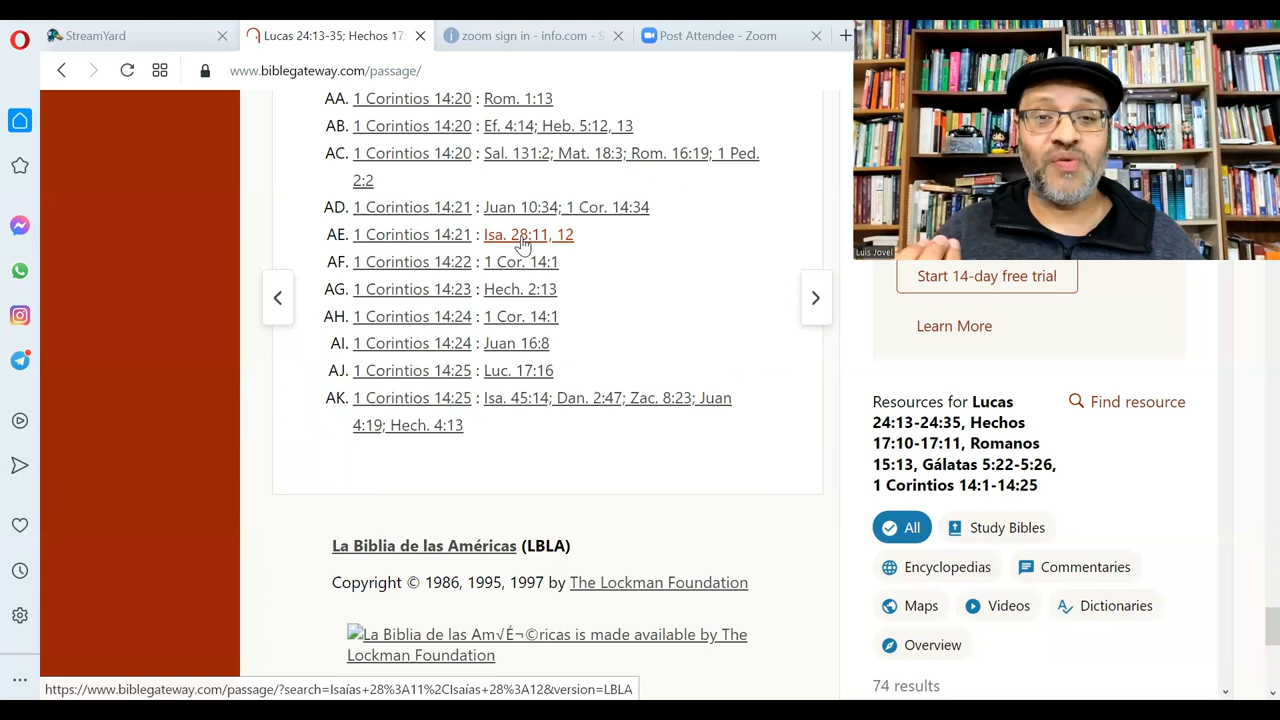 StreamYard
Lucas 24:13-35; Hechos 17:
zoom sign in - info.com - S
Post Attendee - Zoom
www.biblegateway.com/passage/
AA. 1 Corintios 14:20 : Rom. 1:13
AB. 1 Corintios 14:20 : Ef. 4:14; Heb. 5:12, 13
AC. 1 Corintios 14:20 : Sal. 131:2; Mat. 18:3; Rom. 16:19; 1 Ped.
2:2
AD. 1 Corintios 14:21 : Juan 10:34; 1 Cor. 14:34
AE. 1 Corintios 14:21 : Isa. 28:11, 12
AF. 1 Corintios 14:22 : 1 Cor. 14:1
AG. 1 Corintios 14:23 : Hech. 2:13
AH. 1 Corintios 14:24 : 1 Cor. 14:1
AI. 1 Corintios 14:24 : Juan 16:8
AJ. 1 Corintios 14:25 : Luc. 17:16
AK. 1 Corintios 14:25 : Isa. 45:14; Dan. 2:47; Zac. 8:23; Juan
4:19; Hech. 4:13
La Biblia de las Américas (LBLA)
Copyright © 1986, 1995, 1997 by The Lockman Foundation
La Biblia de las Am√É¬©ricas is made available by The
Lockman Foundation
https://www.biblegateway.com/passage/?search=Isaías+28%3A11%2CIsaías+28%3A12&version=LBLA
Luis Jovel
Start 14-day free trial
Learn More
Resources for Lucas
24:13-24:35, Hechos
17:10-17:11, Romanos
15:13, Gálatas 5:22-5:26,
1 Corintios 14:1-14:25
Find resource
All
Study Bibles
Encyclopedias
Commentaries
Maps
Videos
Dictionaries
Overview
74 results